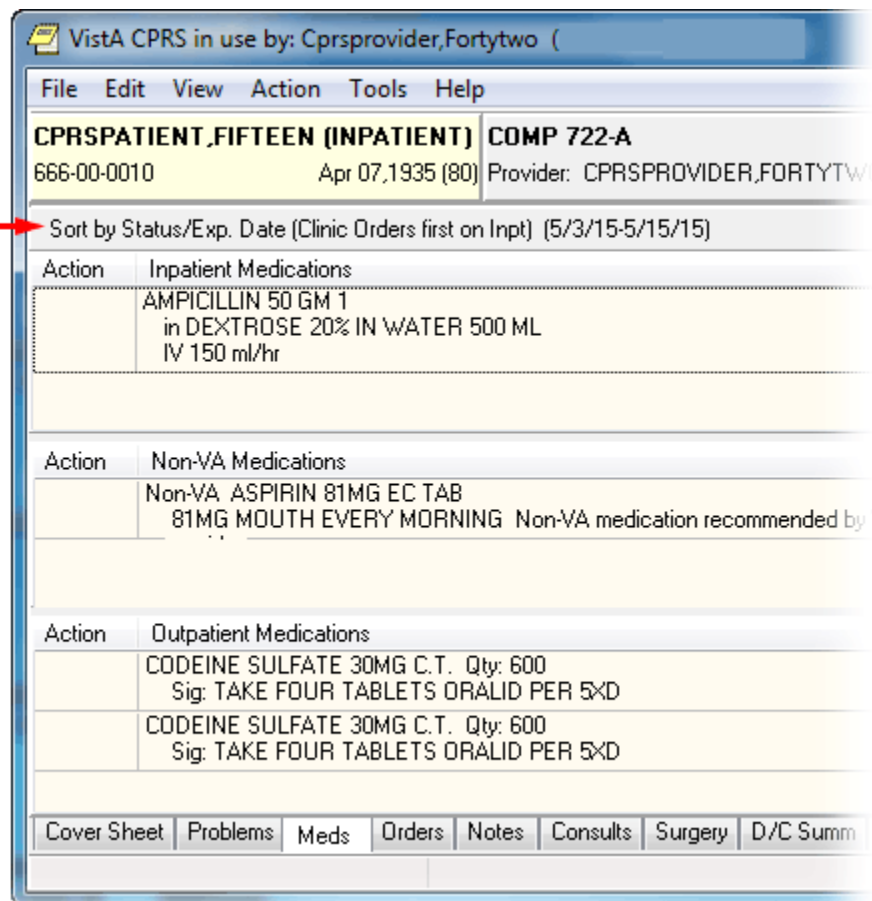 VistA CPRS in use by: Cprsprovider,Fortytwo (
File Edit View Action Tools Help
CPRSPATIENT,FIFTEEN (INPATIENT) COMP 722-A
666-00-0010 Apr 07,1935 (80) Provider: CPRSPROVIDER,FORTYTW
Sort by Status/Exp. Date (Clinic Orders first on Inpt) (5/3/15-5/15/15)
Action Inpatient Medications
AMPICILLIN 50 GM 1
in DEXTROSE 20% IN WATER 500 ML
IV 150 ml/hr
Action Non-VA Medications
Non-VA ASPIRIN 81MG EC TAB
81MG MOUTH EVERY MORNING Non-VA medication recommended by
Action Outpatient Medications
CODEINE SULFATE 30MG C.T. Qty: 600
Sig: TAKE FOUR TABLETS ORALID PER 5XD
CODEINE SULFATE 30MG C.T. Qty: 600
Sig: TAKE FOUR TABLETS ORALID PER 5XD
Cover Sheet Problems Meds Orders Notes Consults Surgery D/C Summ